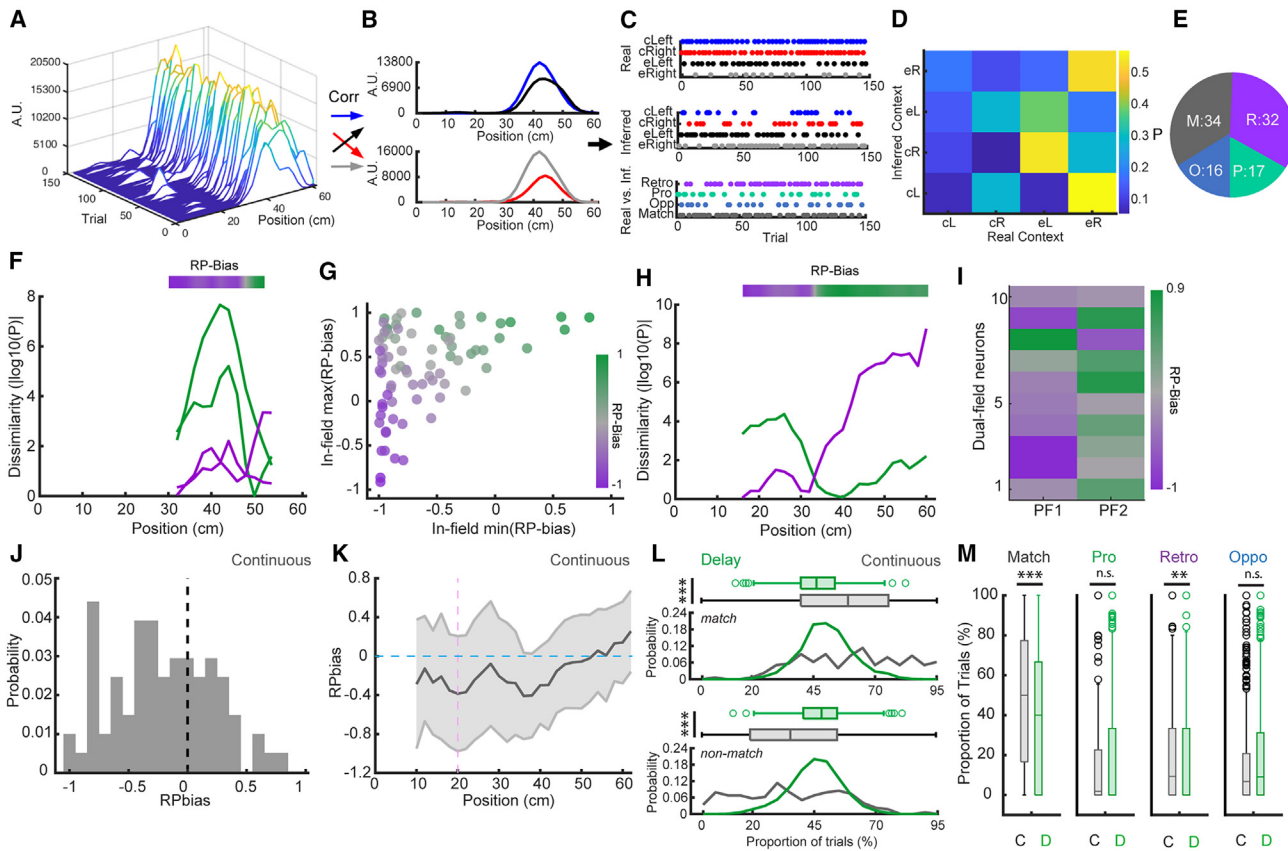 A
20500
15300
10200
5100
0
A.U.
150
100
50
0
Trial
0
20
40
60
Position (cm)
Corr
B
13800
6900
0
A.U.
0 10 20 30 40 50 60
Position (cm)
16000
8000
0
A.U.
0 10 20 30 40 50 60
Position (cm)
C
Real
cLeft
cRight
eLeft
eRight
0 50 100 150
Inferred
cLeft
cRight
eLeft
eRight
0 50 100 150
Real vs. Inf.
Retro
Pro
Opp
Match
0 50 100 150
Trial
D
Inferred Context
eR
eL
cR
cL
cL cR eL eR
Real Context
0.5
0.4
0.3
0.2
0.1
P
E
M:34
R:32
O:16
P:17
F
RP-Bias
Dissimilarity (|log10(P)|
8
6
4
2
0
0 10 20 30 40 50 60
Position (cm)
G
In-field max(RP-bias)
1
0.5
0
-0.5
-1
-1 -0.5 0 0.5 1
In-field min(RP-bias)
1
-1
RP-Bias
H
RP-Bias
Dissimilarity (|log10(P)|
10
8
6
4
2
0
0 10 20 30 40 50 60
Position (cm)
I
Dual-field neurons
10
5
1
PF1 PF2
0.9
-1
RP-Bias
J
Continuous
Probability
0.05
0.04
0.03
0.02
0.01
0
-1 -0.5 0 0.5 1
RPbias
K
Continuous
RPbias
0.8
0.4
0
-0.4
-0.8
-1.2
0 10 20 30 40 50 60
Position (cm)
L
Delay Continuous
***
match
Probability
0.24
0.18
0.12
0.06
0
0 20 45 70 95
***
non-match
Probability
0.24
0.18
0.12
0.06
0
0 20 45 70 95
Proportion of trials (%)
M
Match Pro Retro Oppo
*** n.s. ** n.s.
Proportion of Trials (%)
100
80
60
40
20
0
C D C D C D C D